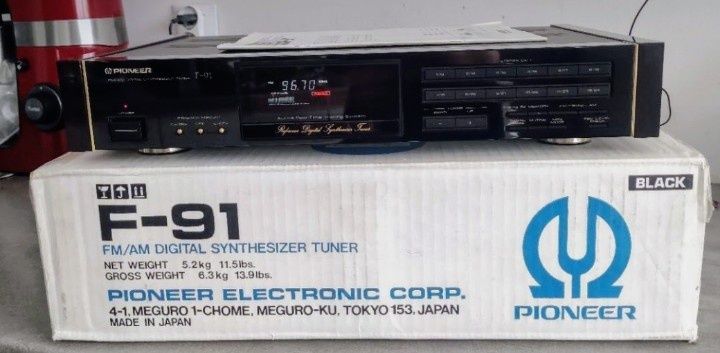 PIONEER
F-91
96.70
Reference Digital Synthesizer Tuner
BLACK
F-91
FM/AM DIGITAL SYNTHESIZER TUNER
NET WEIGHT 5.2kg 11.5lbs.
GROSS WEIGHT 6.3kg 13.9lbs.
PIONEER ELECTRONIC CORP.
4-1, MEGURO 1-CHOME, MEGURO-KU, TOKYO 153, JAPAN
MADE IN JAPAN
PIONEER